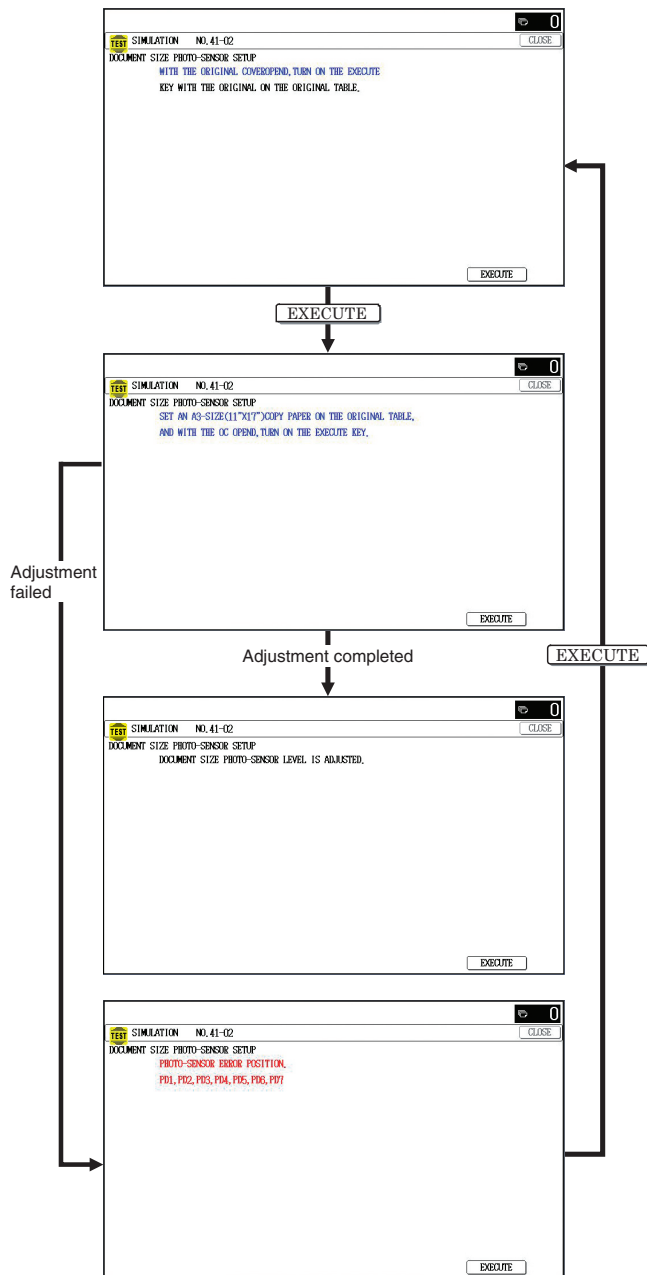 0
TEST SIMULATION NO.41-02 CLOSE
DOCUMENT SIZE PHOTO-SENSOR SETUP
WITH THE ORIGINAL COVEROPEND,TURN ON THE EXECUTE
KEY WITH THE ORIGINAL ON THE ORIGINAL TABLE.
EXECUTE
EXECUTE
0
TEST SIMULATION NO.41-02 CLOSE
DOCUMENT SIZE PHOTO-SENSOR SETUP
SET AN A3-SIZE(11"X17")COPY PAPER ON THE ORIGINAL TABLE,
AND WITH THE OC OPEND,TURN ON THE EXECUTE KEY.
Adjustment
failed
EXECUTE
Adjustment completed
EXECUTE
0
TEST SIMULATION NO.41-02 CLOSE
DOCUMENT SIZE PHOTO-SENSOR SETUP
DOCUMENT SIZE PHOTO-SENSOR LEVEL IS ADJUSTED.
EXECUTE
0
TEST SIMULATION NO.41-02 CLOSE
DOCUMENT SIZE PHOTO-SENSOR SETUP
PHOTO-SENSOR ERROR POSITION.
PD1,PD2,PD3,PD4,PD5,PD6,PD7
EXECUTE